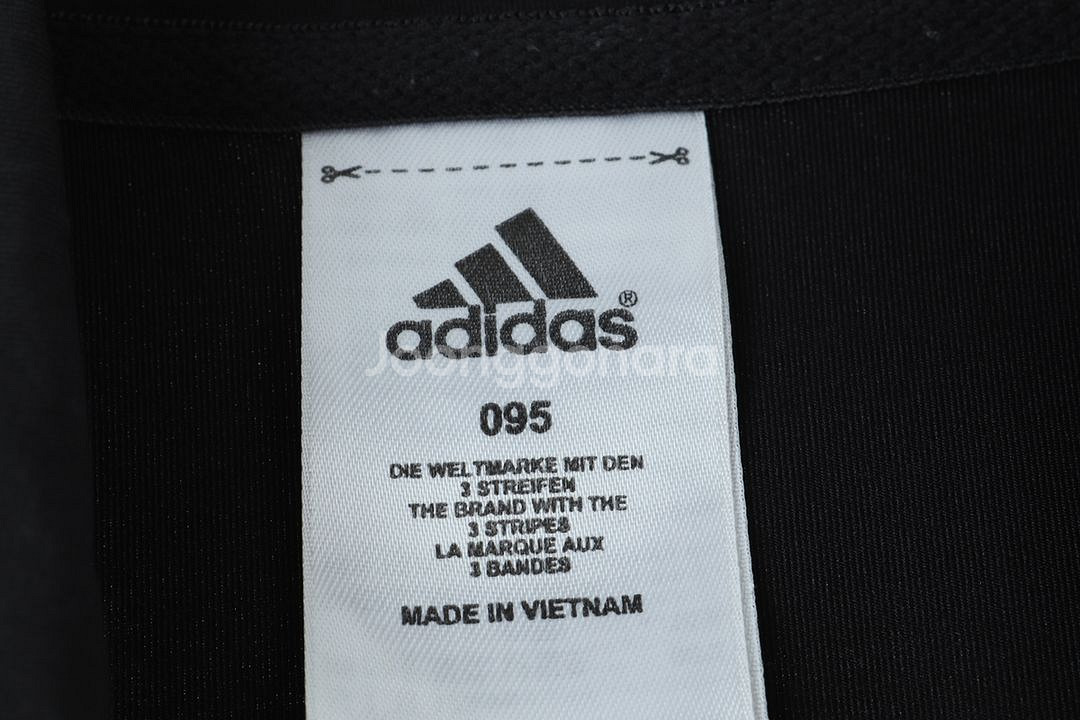 adidas®
Joonggonara
095
DIE WELTMARKE MIT DEN
3 STREIFEN
THE BRAND WITH THE
3 STRIPES
LA MARQUE AUX
3 BANDES
MADE IN VIETNAM